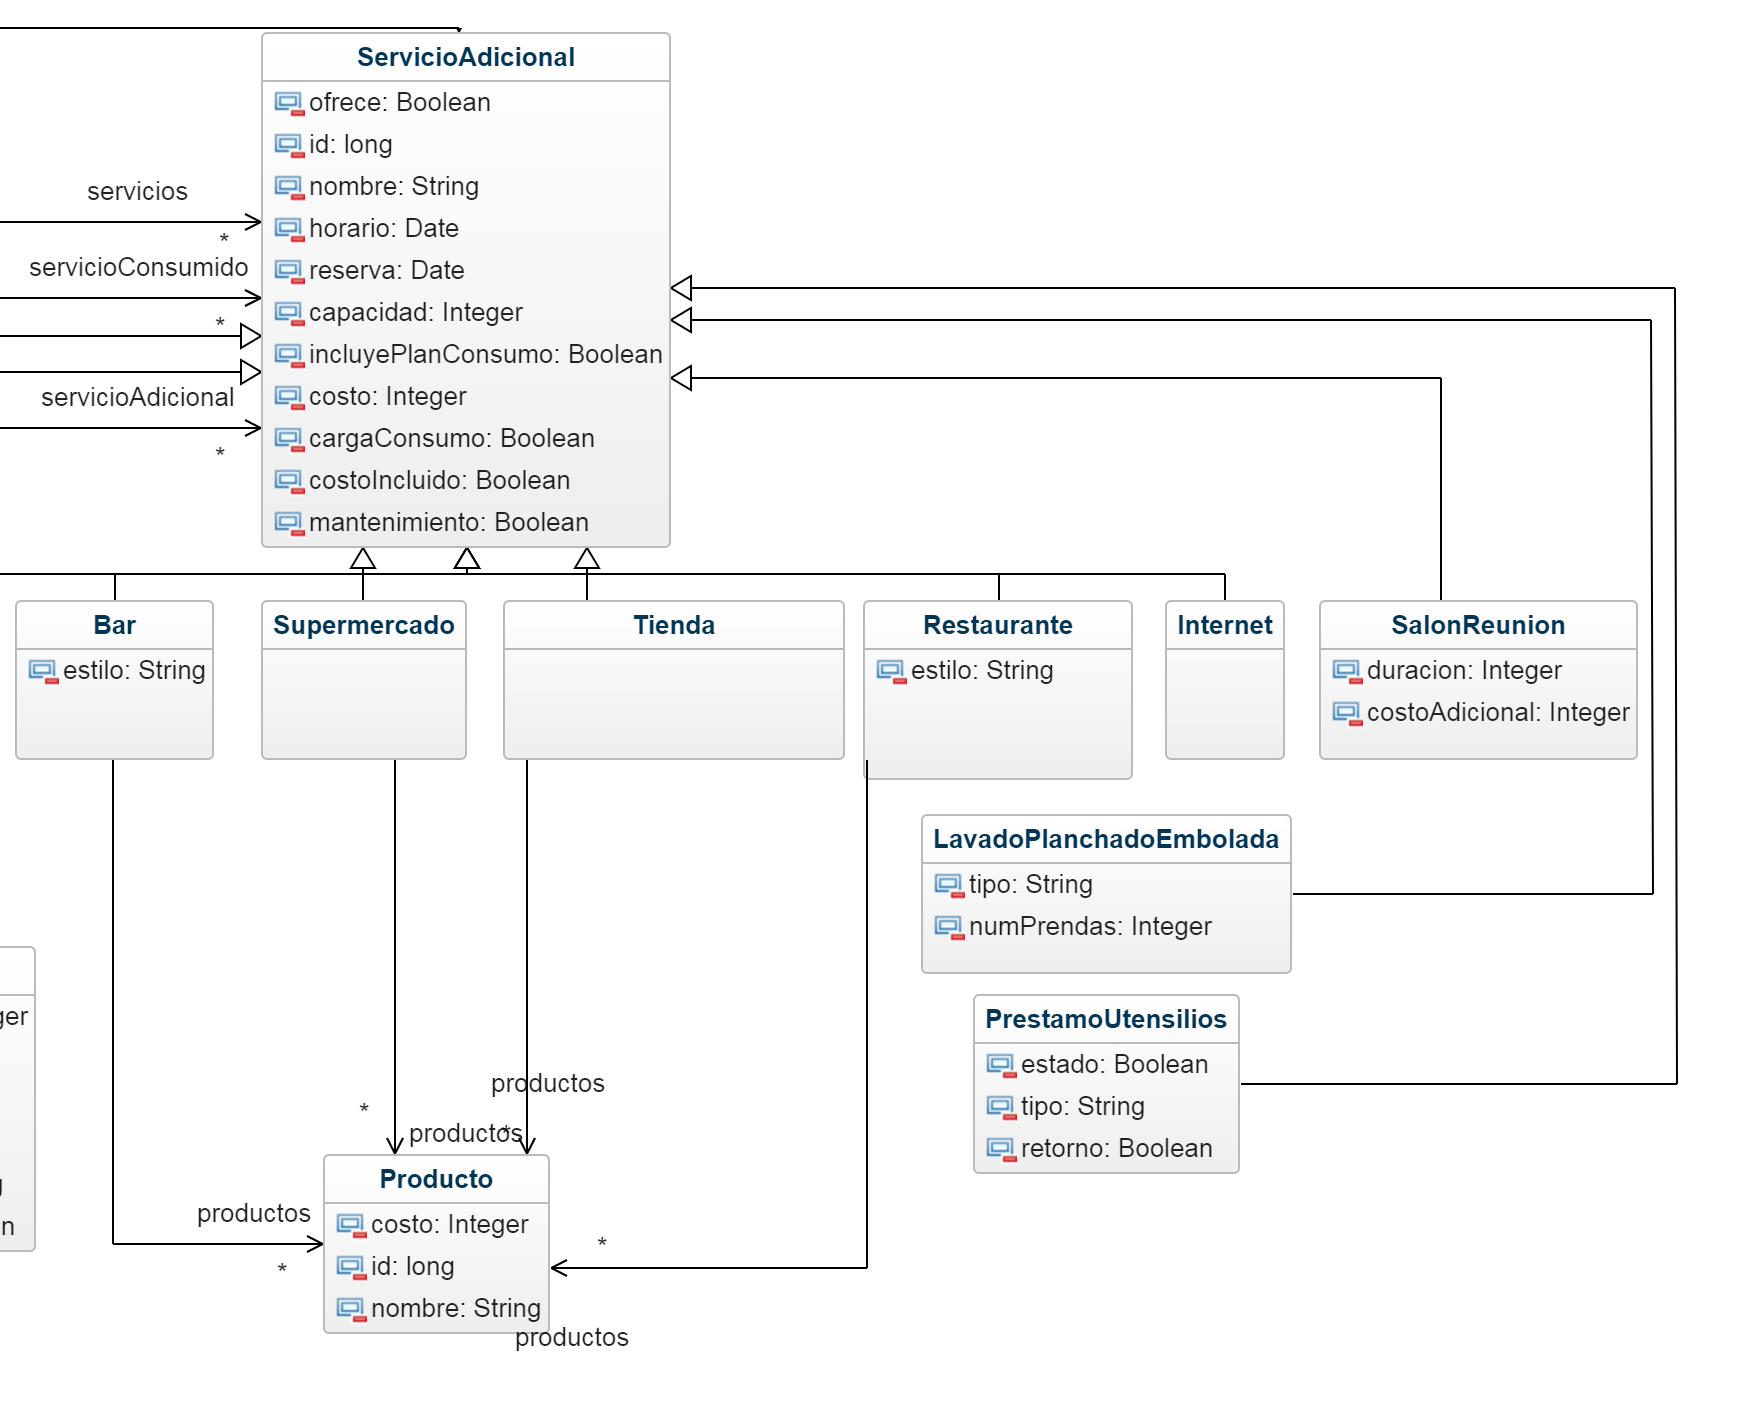 ServicioAdicional
ofrece: Boolean
id: long
nombre: String
horario: Date
reserva: Date
capacidad: Integer
incluyePlanConsumo: Boolean
costo: Integer
cargaConsumo: Boolean
costoIncluido: Boolean
mantenimiento: Boolean
servicios
*
servicioConsumido
*
servicioAdicional
*
Bar
estilo: String
Supermercado
Tienda
Restaurante
estilo: String
Internet
SalonReunion
duracion: Integer
costoAdicional: Integer
LavadoPlanchadoEmbolada
tipo: String
numPrendas: Integer
PrestamoUtensilios
estado: Boolean
tipo: String
retorno: Boolean
productos
*
productos
*
Producto
costo: Integer
id: long
nombre: String
productos
*
*
productos